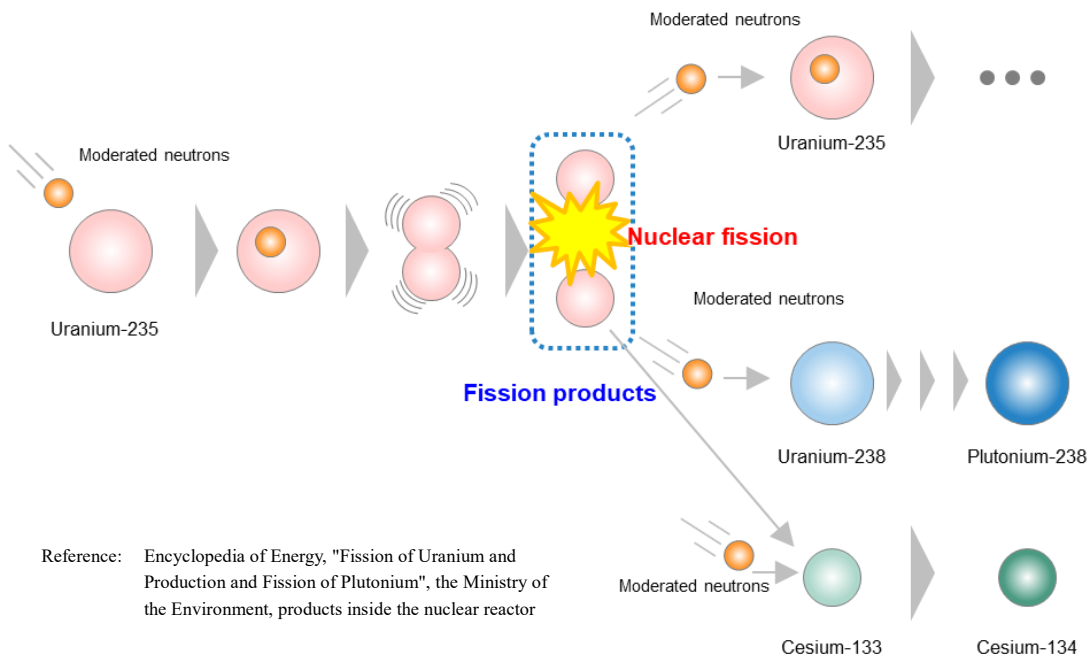 Moderated neutrons
Uranium-235
Moderated neutrons
Uranium-235
Nuclear fission
Moderated neutrons
Fission products
Uranium-238
Plutonium-238
Reference: Encyclopedia of Energy, "Fission of Uranium and
Production and Fission of Plutonium", the Ministry of
the Environment, products inside the nuclear reactor
Moderated neutrons
Cesium-133
Cesium-134